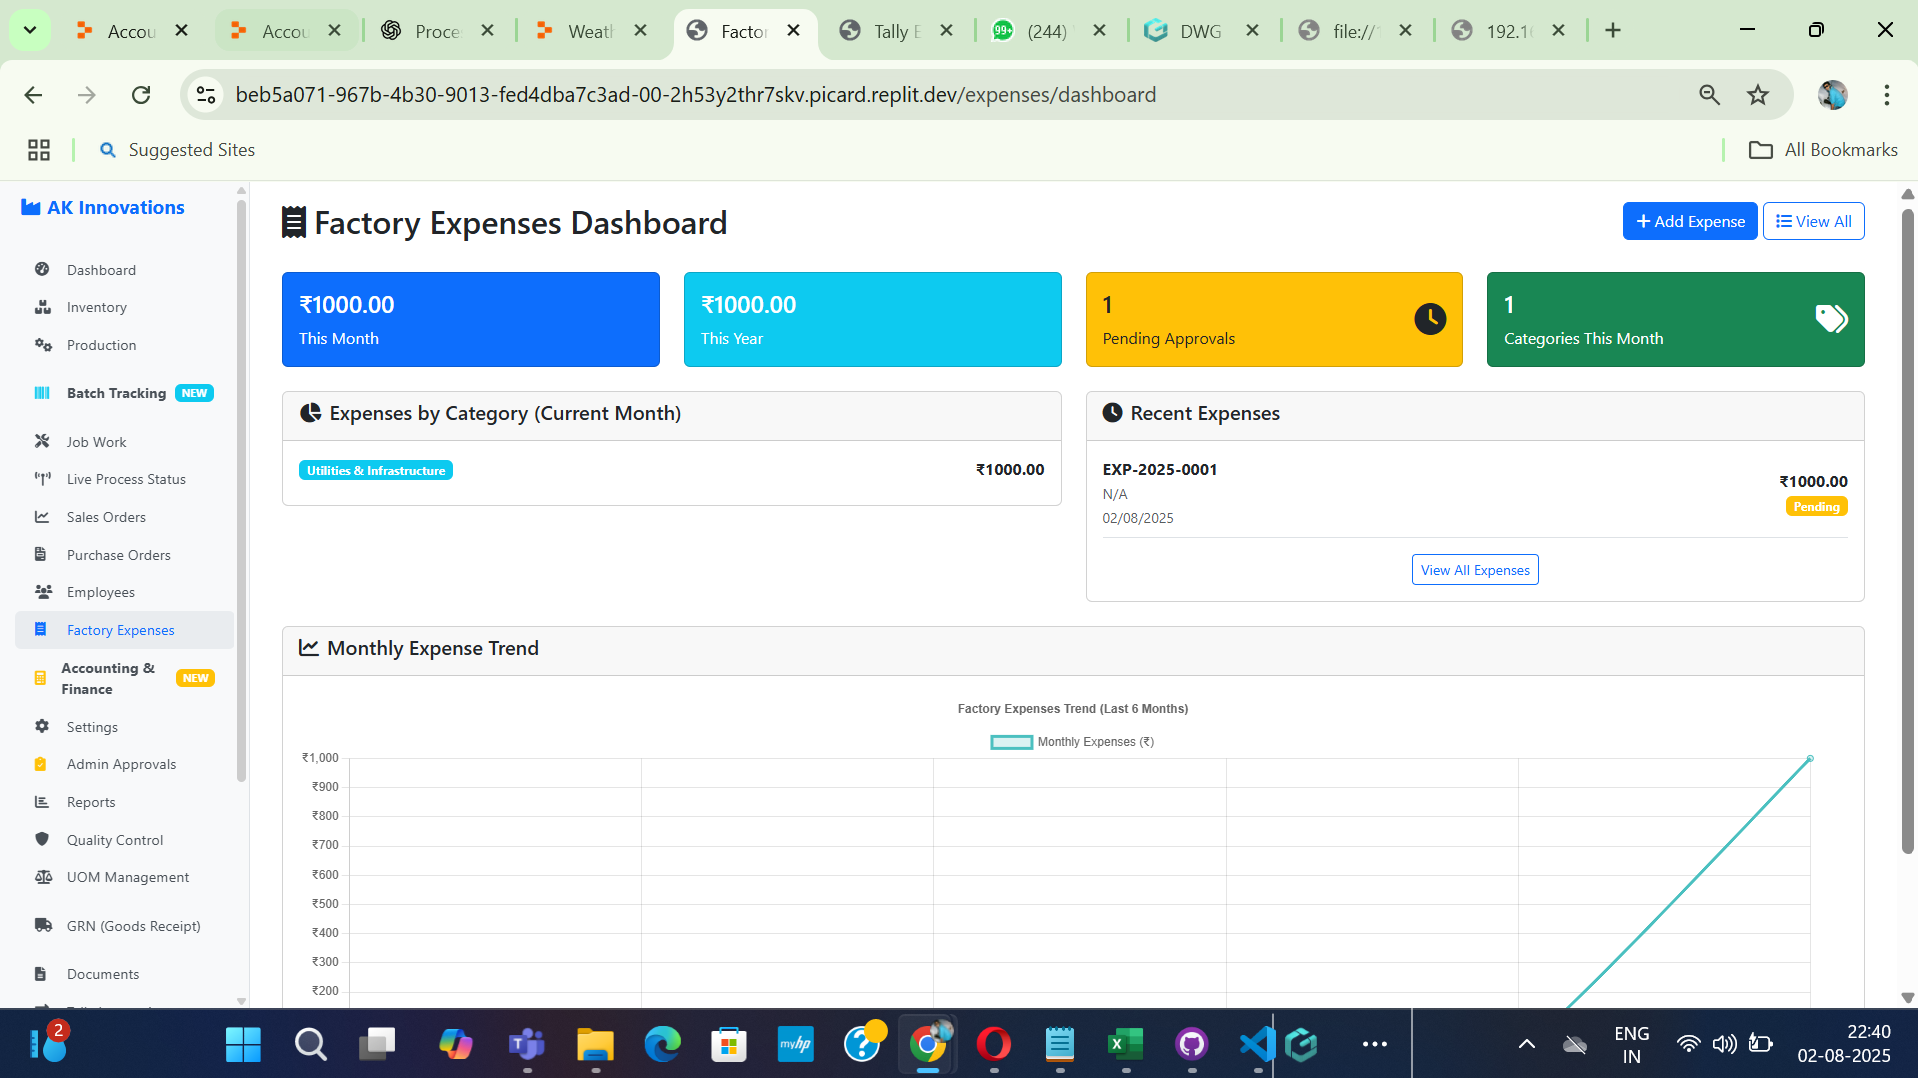 Accou
Accou
Proce
Weath
Factor
Tally E
99+
(244)
DWG
file://1
192.16
beb5a071-967b-4b30-9013-fed4dba7c3ad-00-2h53y2thr7skv.picard.replit.dev/expenses/dashboard
Suggested Sites
All Bookmarks
AK Innovations
Dashboard
Inventory
Production
Batch Tracking NEW
Job Work
Live Process Status
Sales Orders
Purchase Orders
Employees
Factory Expenses
Accounting &
Finance
NEW
Settings
Admin Approvals
Reports
Quality Control
UOM Management
GRN (Goods Receipt)
Documents
Factory Expenses Dashboard
+ Add Expense
View All
₹1000.00
This Month
₹1000.00
This Year
1
Pending Approvals
1
Categories This Month
Expenses by Category (Current Month)
Utilities & Infrastructure ₹1000.00
Recent Expenses
EXP-2025-0001
N/A
02/08/2025
₹1000.00
Pending
View All Expenses
Monthly Expense Trend
Factory Expenses Trend (Last 6 Months)
Monthly Expenses (₹)
₹1,000
₹900
₹800
₹700
₹600
₹500
₹400
₹300
₹200
2
myhp
ENG
IN
22:40
02-08-2025